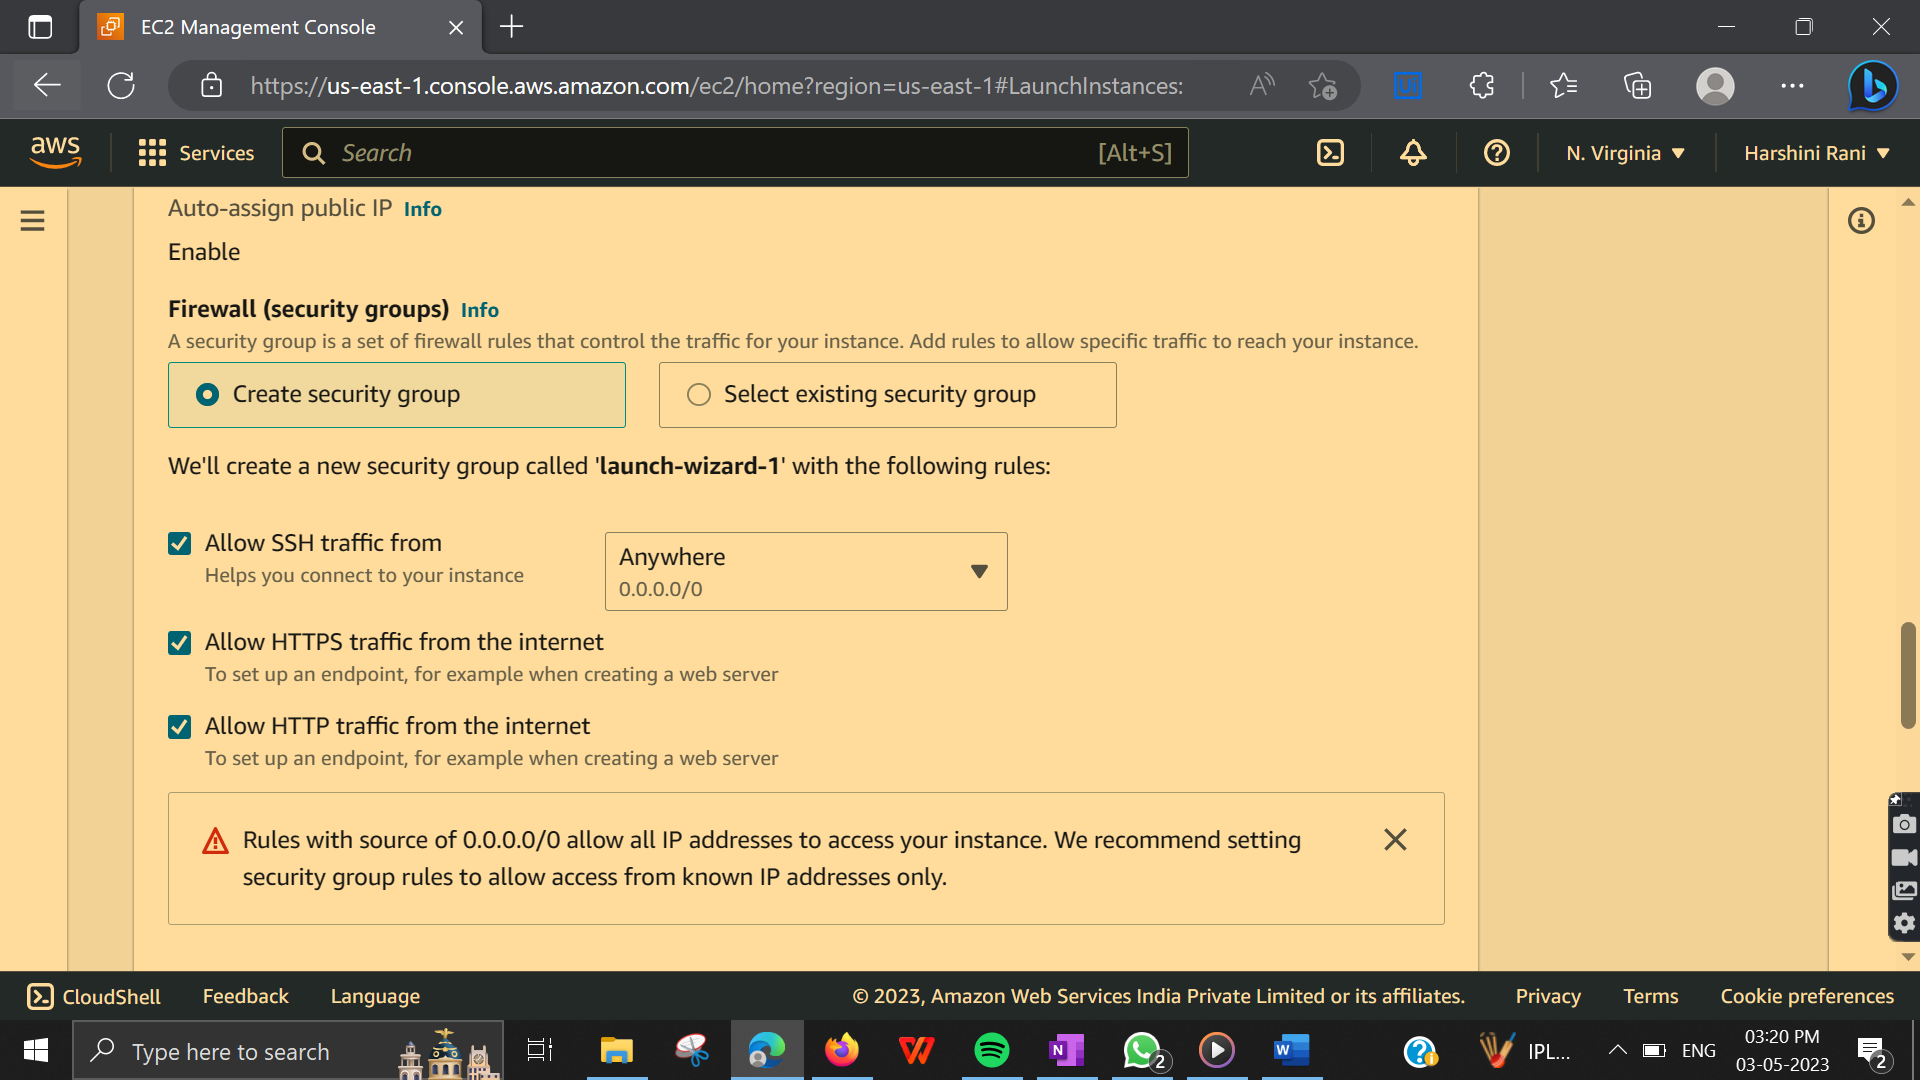 EC2 Management Console
https://us-east-1.console.aws.amazon.com/ec2/home?region=us-east-1#LaunchInstances:
aws
Services
Search
[Alt+S]
N. Virginia
Harshini Rani
Auto-assign public IP Info
Enable
Firewall (security groups) Info
A security group is a set of firewall rules that control the traffic for your instance. Add rules to allow specific traffic to reach your instance.
Create security group
Select existing security group
We'll create a new security group called 'launch-wizard-1' with the following rules:
Allow SSH traffic from
Helps you connect to your instance
Anywhere
0.0.0.0/0
Allow HTTPS traffic from the internet
To set up an endpoint, for example when creating a web server
Allow HTTP traffic from the internet
To set up an endpoint, for example when creating a web server
Rules with source of 0.0.0.0/0 allow all IP addresses to access your instance. We recommend setting
security group rules to allow access from known IP addresses only.
CloudShell
Feedback
Language
© 2023, Amazon Web Services India Private Limited or its affiliates.
Privacy
Terms
Cookie preferences
Type here to search
2
IPL...
ENG
03:20 PM
03-05-2023
2